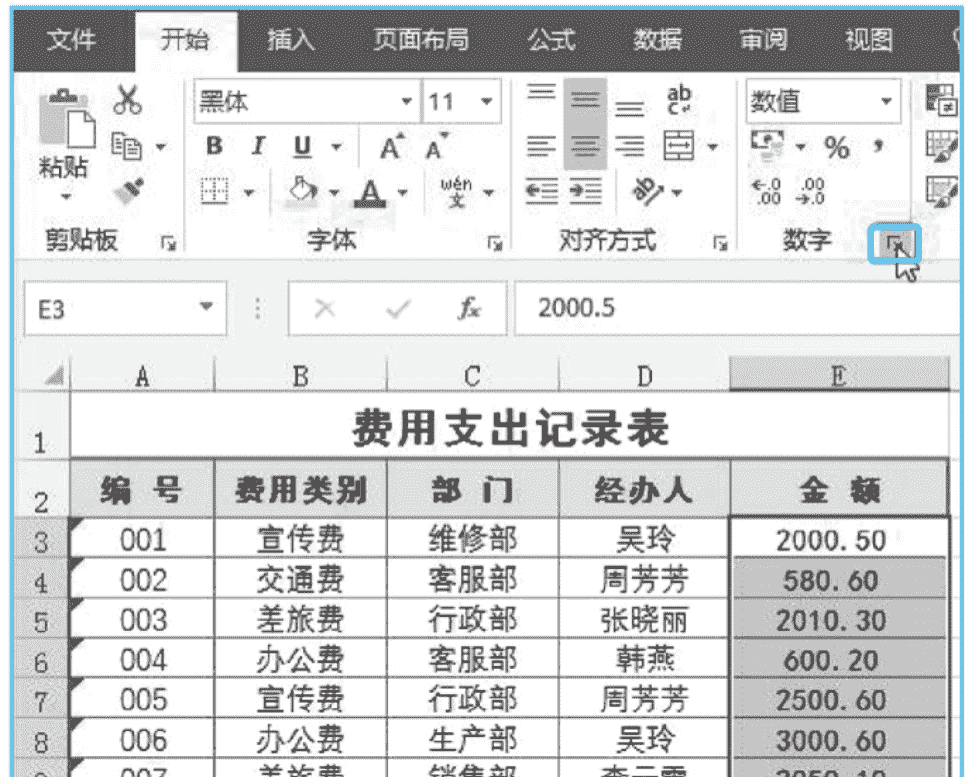 文件 开始 插入 页面布局 公式 数据 审阅 视图
黑体 11 ab c 数值
粘贴 B I U A A % ,
A wén 文 ab ←.0 .00 .00 →.0
剪贴板 字体 对齐方式 数字
E3 fx 2000.5
A B C D E
1 费用支出记录表
2 编号 费用类别 部门 经办人 金额
3 001 宣传费 维修部 吴玲 2000.50
4 002 交通费 客服部 周芳芳 580.60
5 003 差旅费 行政部 张晓丽 2010.30
6 004 办公费 客服部 韩燕 600.20
7 005 宣传费 行政部 周芳芳 2500.60
8 006 办公费 生产部 吴玲 3000.60